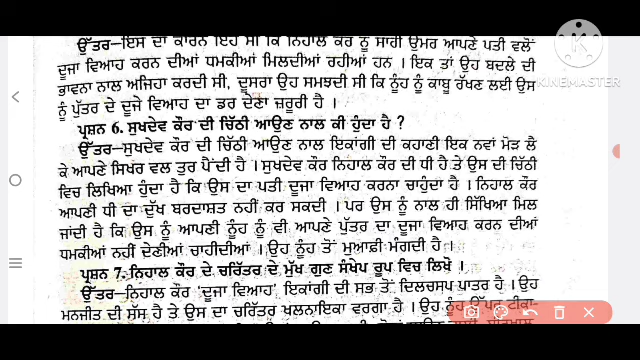 ਉੱਤਰ–ਇਸ ਦਾ ਕਾਰਨ ਇਹ ਸੀ ਕਿ ਨਿਹਾਲ ਕੌਰ ਨੂੰ ਸਾਰੀ ਉਮਰ ਆਪਣੇ ਪਤੀ ਵਲੋਂ
ਦੂਜਾ ਵਿਆਹ ਕਰਨ ਦੀਆਂ ਧਮਕੀਆਂ ਮਿਲਦੀਆਂ ਰਹੀਆਂ ਹਨ । ਇਕ ਤਾਂ ਉਹ ਬਦਲੇ ਦੀ
ਭਾਵਨਾ ਨਾਲ ਅਜਿਹਾ ਕਰਦੀ ਸੀ, ਦੂਸਰਾ ਉਹ ਸਮਝਦੀ ਸੀ ਕਿ ਨੂੰਹ ਨੂੰ ਕਾਬੂ ਰੱਖਣ ਲਈ ਉਸ
ਨੂੰ ਪੁੱਤਰ ਦੇ ਦੂਜੇ ਵਿਆਹ ਦਾ ਡਰ ਦੇਣਾ ਜ਼ਰੂਰੀ ਹੈ ।
ਪ੍ਰਸ਼ਨ 6. ਸੁਖਦੇਵ ਕੌਰ ਦੀ ਚਿੱਠੀ ਆਉਣ ਨਾਲ ਕੀ ਹੁੰਦਾ ਹੈ ?
ਉੱਤਰ–ਸੁਖਦੇਵ ਕੌਰ ਦੀ ਚਿੱਠੀ ਆਉਣ ਨਾਲ ਇਕਾਂਗੀ ਦੀ ਕਹਾਣੀ ਇਕ ਨਵਾਂ ਮੋੜ ਲੈ
ਕੇ ਆਪਣੇ ਸਿਖਰ ਵਲ ਤੁਰ ਪੈਂਦੀ ਹੈ । ਸੁਖਦੇਵ ਕੌਰ ਨਿਹਾਲ ਕੌਰ ਦੀ ਧੀ ਹੈ ਤੇ ਉਸ ਦੀ ਚਿੱਠੀ
ਵਿਚ ਲਿਖਿਆ ਹੁੰਦਾ ਹੈ ਕਿ ਉਸ ਦਾ ਪਤੀ ਦੂਜਾ ਵਿਆਹ ਕਰਨਾ ਚਾਹੁੰਦਾ ਹੈ । ਨਿਹਾਲ ਕੌਰ
ਆਪਣੀ ਧੀ ਦਾ ਦੁੱਖ ਬਰਦਾਸ਼ਤ ਨਹੀਂ ਕਰ ਸਕਦੀ । ਪਰ ਉਸ ਨੂੰ ਨਾਲ ਹੀ ਸਿੱਖਿਆ ਮਿਲ
ਜਾਂਦੀ ਹੈ ਕਿ ਉਸ ਨੂੰ ਆਪਣੀ ਨੂੰਹ ਨੂੰ ਵੀ ਆਪਣੇ ਪੁੱਤਰ ਦਾ ਦੂਜਾ ਵਿਆਹ ਕਰਨ ਦੀਆਂ
ਧਮਕੀਆਂ ਨਹੀਂ ਦੇਣੀਆਂ ਚਾਹੀਦੀਆਂ । ਉਹ ਨੂੰਹ ਤੋਂ ਮੁਆਫ਼ੀ ਮੰਗਦੀ ਹੈ ।
ਪ੍ਰਸ਼ਨ 7. ਨਿਹਾਲ ਕੌਰ ਦੇ ਚਰਿੱਤਰ ਦੇ ਮੁੱਖ ਗੁਣ ਸੰਖੇਪ ਰੂਪ ਵਿਚ ਲਿਖੋ ।
ਉੱਤਰ–ਨਿਹਾਲ ਕੌਰ 'ਦੂਜਾ ਵਿਆਹ' ਇਕਾਂਗੀ ਦੀ ਸਭ ਤੋਂ ਦਿਲਚਸਪ ਪਾਤਰ ਹੈ । ਉਹ
ਮਨਜੀਤ ਦੀ ਸੱਸ ਹੈ ਤੇ ਉਸ ਦਾ ਚਰਿੱਤਰ ਖਲਨਾਇਕਾ ਵਰਗਾ ਹੈ । ਉਹ ਨੂੰਹ ਉੱਪਰ ਟੀਕਾ-
KINEMASTER